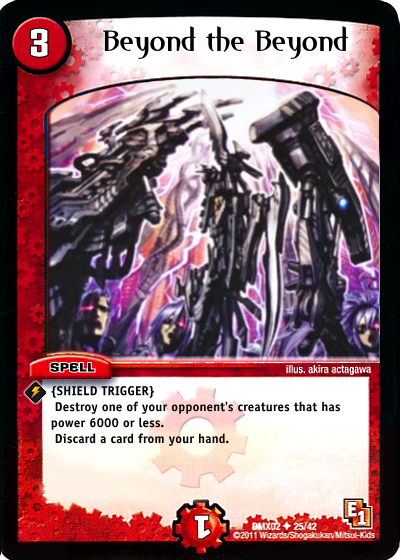 3
Beyond the Beyond
SPELL
illus. akira actagawa
{SHIELD TRIGGER}
Destroy one of your opponent's creatures that has
power 6000 or less.
Discard a card from your hand.
1
DMX02 ♦ 25/42
©2011 Wizards/Shogakukan/Mitsui-Kids
E1